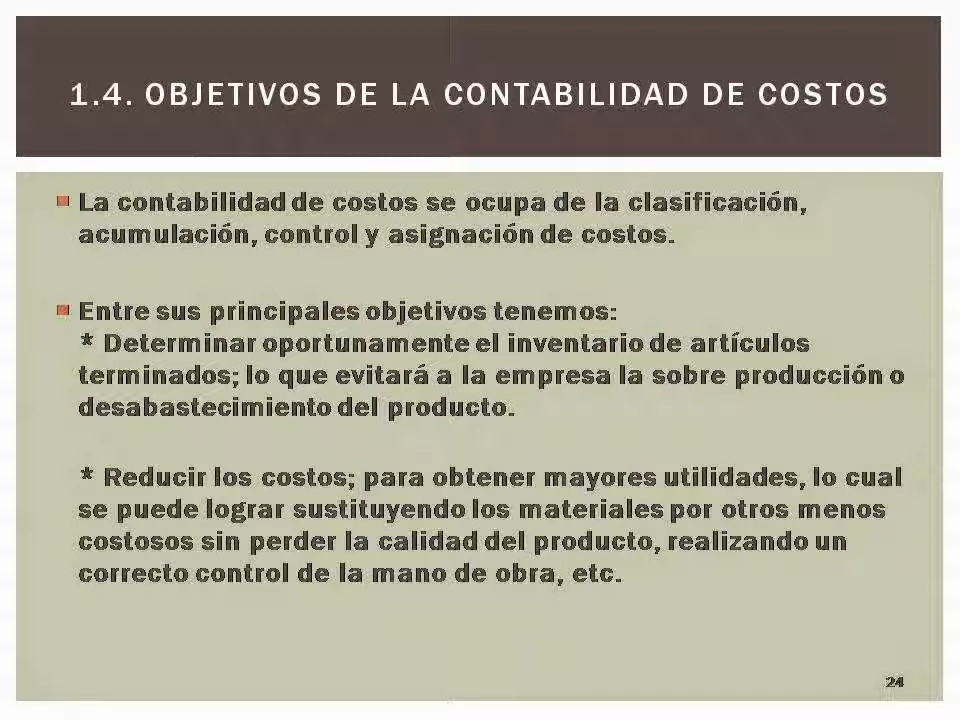 1.4. OBJETIVOS DE LA CONTABILIDAD DE COSTOS
La contabilidad de costos se ocupa de la clasificación,
acumulación, control y asignación de costos.
Entre sus principales objetivos tenemos:
* Determinar oportunamente el inventario de artículos
terminados; lo que evitará a la empresa la sobre producción o
desabastecimiento del producto.
* Reducir los costos; para obtener mayores utilidades, lo cual
se puede lograr sustituyendo los materiales por otros menos
costosos sin perder la calidad del producto, realizando un
correcto control de la mano de obra, etc.
24